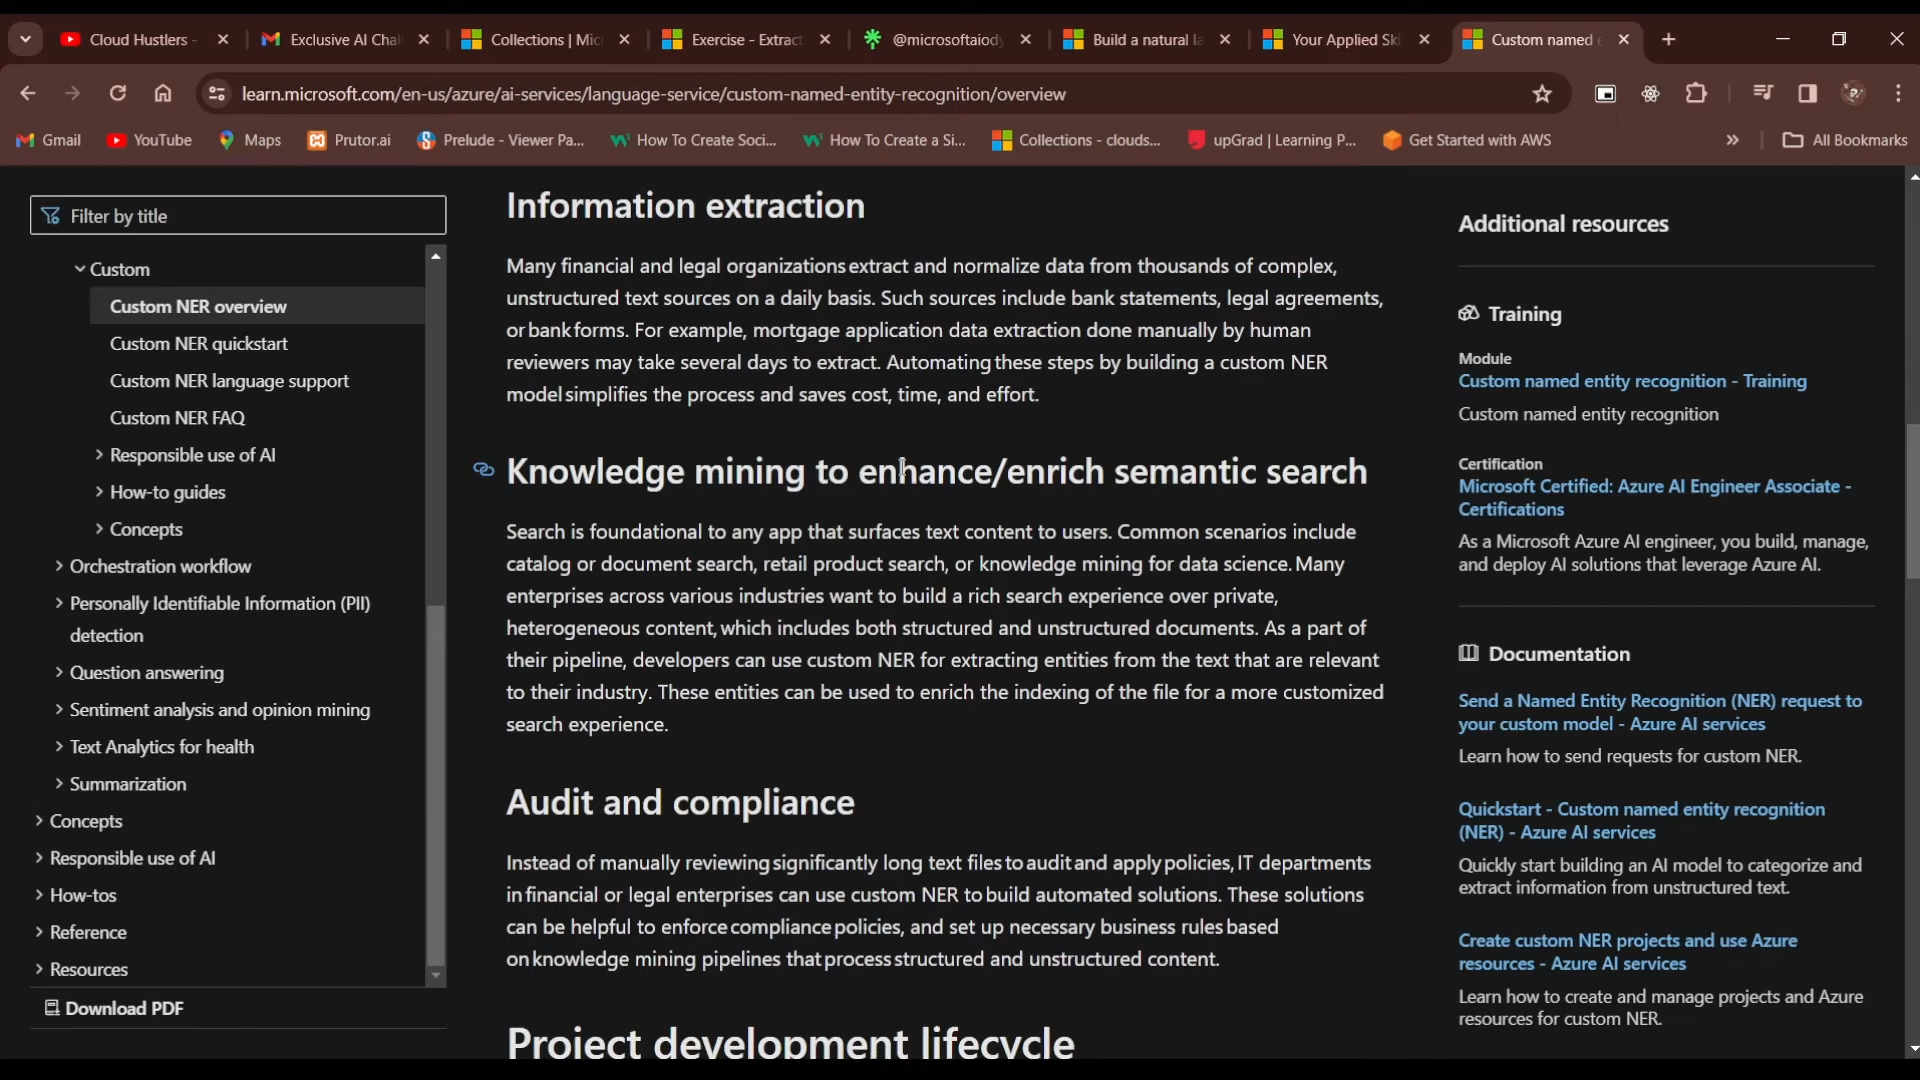 Cloud Hustlers -
Exclusive AI Chal
Collections | Mic
Exercise - Extract
@microsoftaiody
Build a natural la
Your Applied Ski
Custom named e
learn.microsoft.com/en-us/azure/ai-services/language-service/custom-named-entity-recognition/overview
Gmail
YouTube
Maps
Prutor.ai
Prelude - Viewer Pa...
How To Create Soci...
How To Create a Si...
Collections - clouds...
upGrad | Learning P...
Get Started with AWS
»
All Bookmarks
Filter by title
Custom
Custom NER overview
Custom NER quickstart
Custom NER language support
Custom NER FAQ
Responsible use of AI
How-to guides
Concepts
Orchestration workflow
Personally Identifiable Information (PII)
detection
Question answering
Sentiment analysis and opinion mining
Text Analytics for health
Summarization
Concepts
Responsible use of AI
How-tos
Reference
Resources
Download PDF
Information extraction
Many financial and legal organizations extract and normalize data from thousands of complex,
unstructured text sources on a daily basis. Such sources include bank statements, legal agreements,
or bank forms. For example, mortgage application data extraction done manually by human
reviewers may take several days to extract. Automating these steps by building a custom NER
model simplifies the process and saves cost, time, and effort.
Knowledge mining to enhance/enrich semantic search
Search is foundational to any app that surfaces text content to users. Common scenarios include
catalog or document search, retail product search, or knowledge mining for data science. Many
enterprises across various industries want to build a rich search experience over private,
heterogeneous content, which includes both structured and unstructured documents. As a part of
their pipeline, developers can use custom NER for extracting entities from the text that are relevant
to their industry. These entities can be used to enrich the indexing of the file for a more customized
search experience.
Audit and compliance
Instead of manually reviewing significantly long text files to audit and apply policies, IT departments
in financial or legal enterprises can use custom NER to build automated solutions. These solutions
can be helpful to enforce compliance policies, and set up necessary business rules based
on knowledge mining pipelines that process structured and unstructured content.
Project development lifecycle
Additional resources
Training
Module
Custom named entity recognition - Training
Custom named entity recognition
Certification
Microsoft Certified: Azure AI Engineer Associate -
Certifications
As a Microsoft Azure AI engineer, you build, manage,
and deploy AI solutions that leverage Azure AI.
Documentation
Send a Named Entity Recognition (NER) request to
your custom model - Azure AI services
Learn how to send requests for custom NER.
Quickstart - Custom named entity recognition
(NER) - Azure AI services
Quickly start building an AI model to categorize and
extract information from unstructured text.
Create custom NER projects and use Azure
resources - Azure AI services
Learn how to create and manage projects and Azure
resources for custom NER.